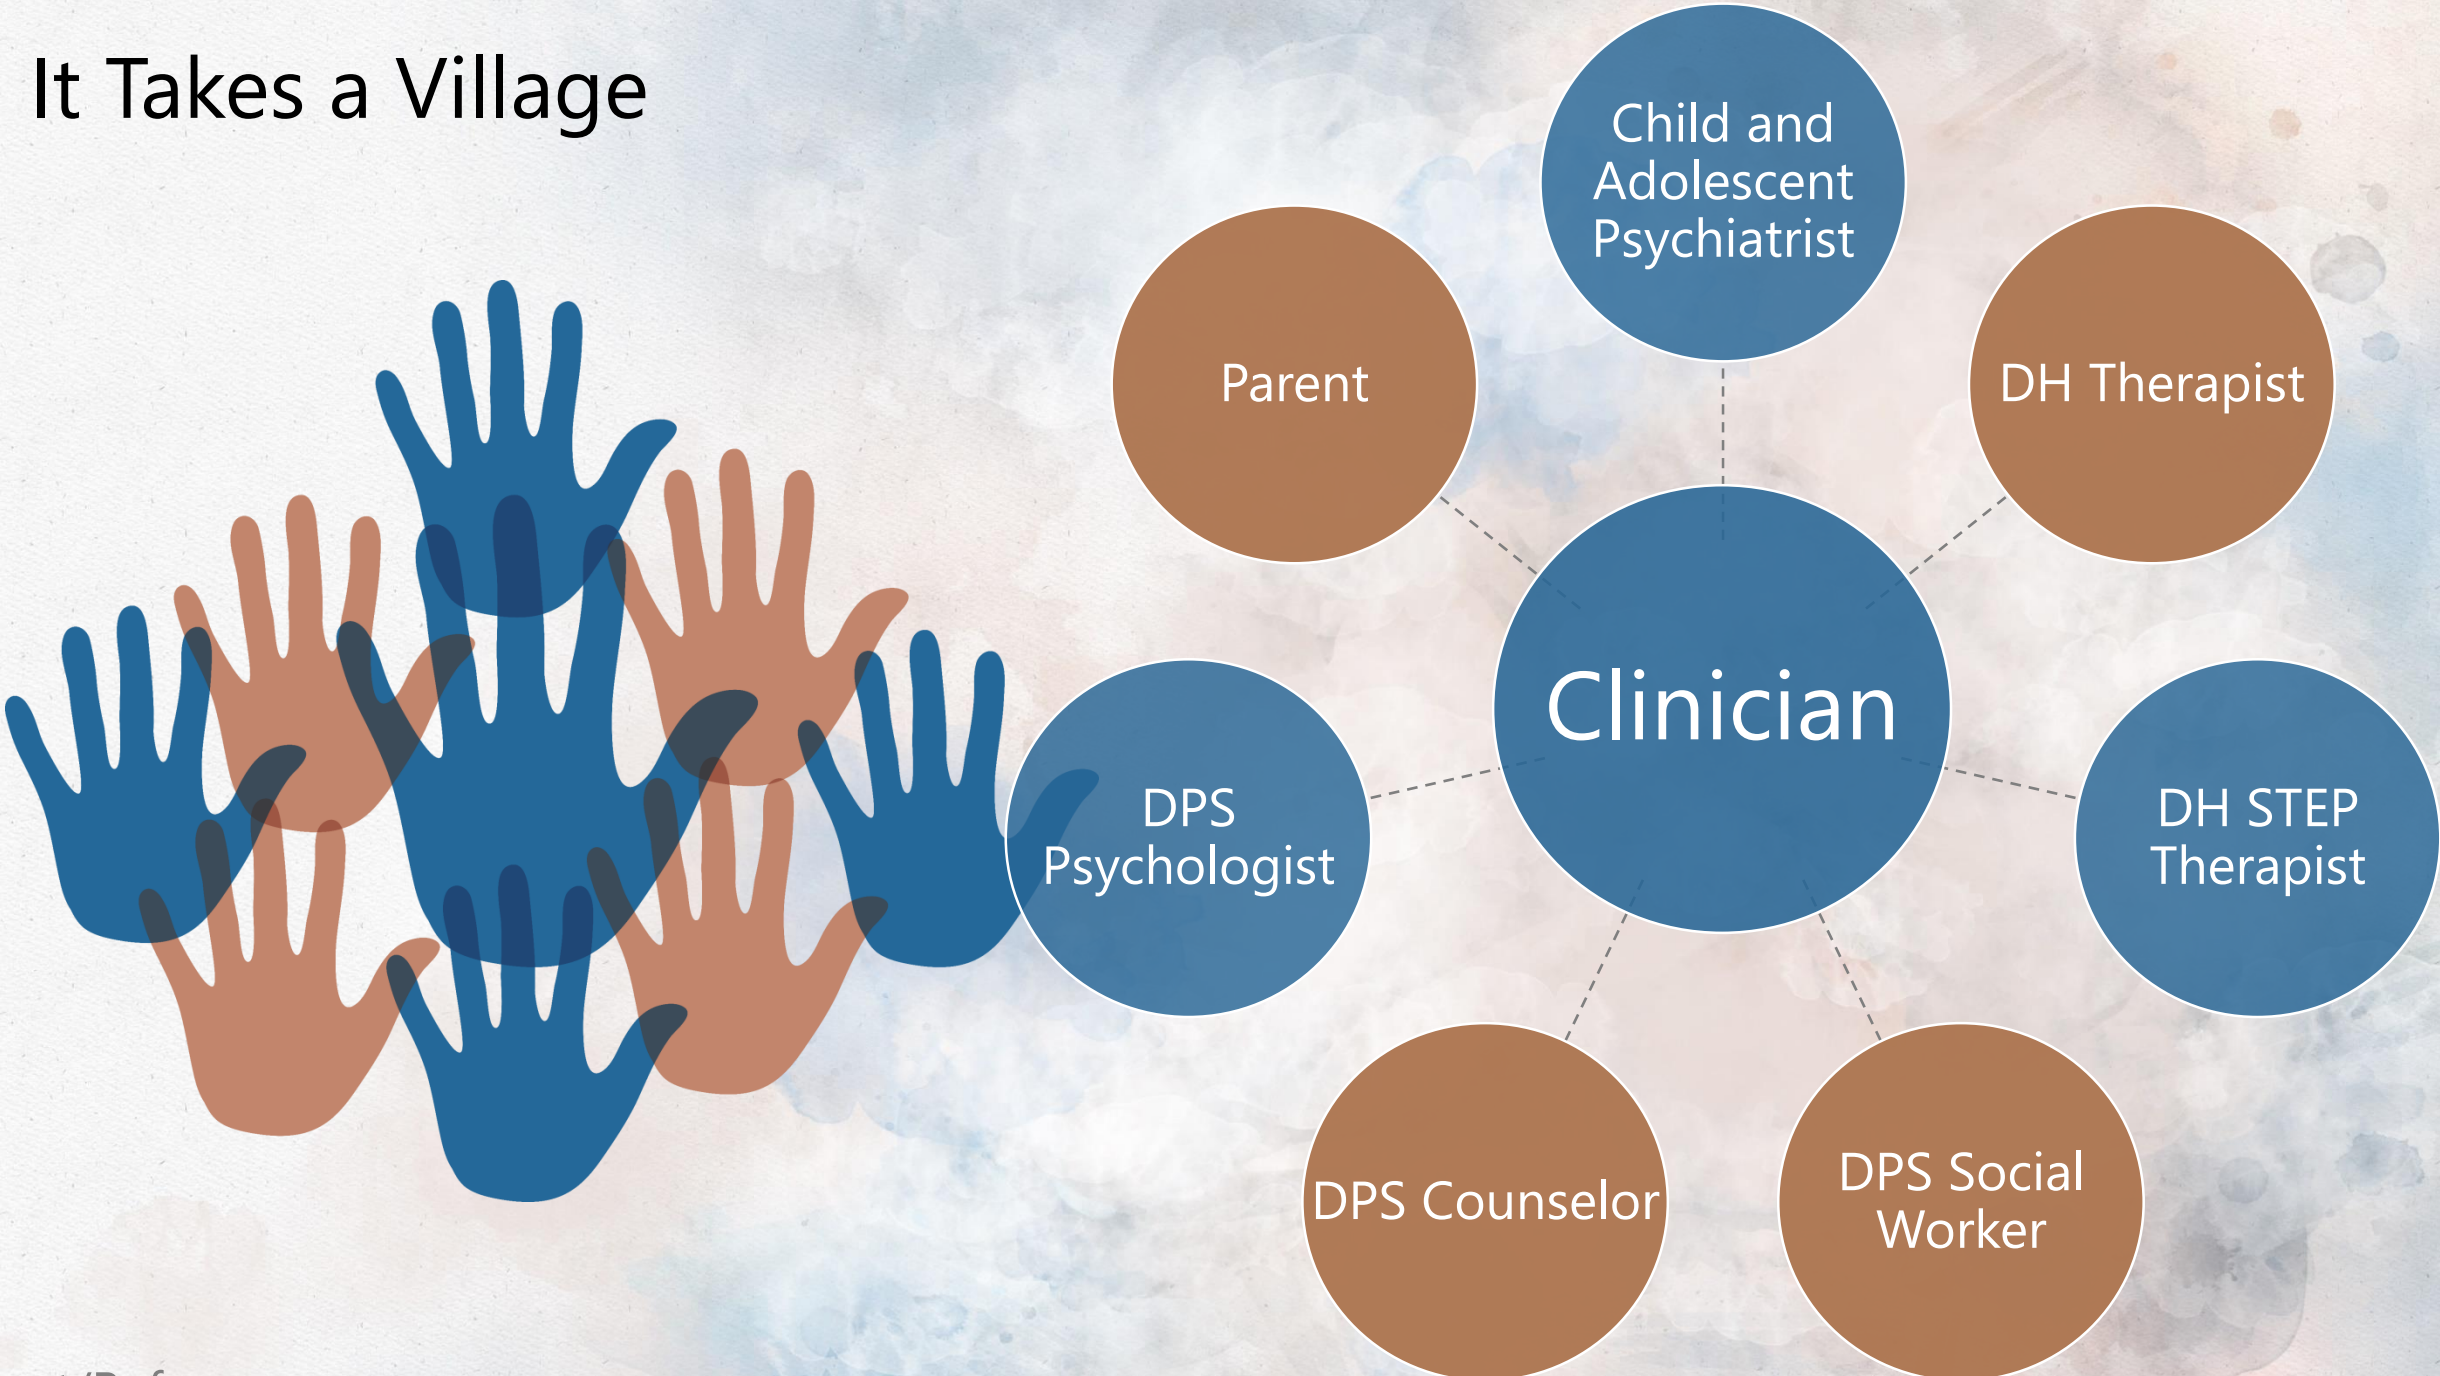 It Takes a Village
Child and
Adolescent
Psychiatrist
DH Therapist
DH STEP
Therapist
DPS Social
Worker
DPS Counselor
DPS
Psychologist
Parent
Clinician